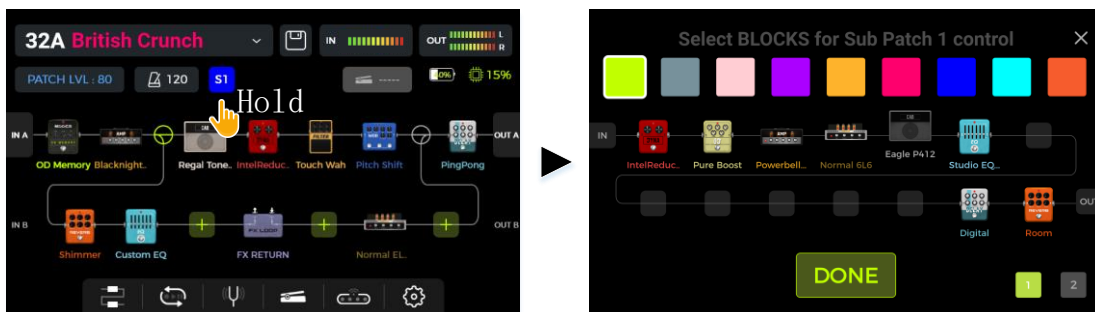 32A British Crunch
IN
OUT
L
R
PATCH LVL : 80
120
S1
-----
0%
15%
Hold
IN A
OUT A
OD Memory
Blacknight..
Regal Tone..
IntelReduc..
Touch Wah
Pitch Shift
PingPong
IN B
OUT B
Shimmer
Custom EQ
FX LOOP
FX RETURN
Normal EL..
Select BLOCKS for Sub Patch 1 control
IN
IntelReduc..
Pure Boost
Powerbell..
Normal 6L6
Eagle P412
Studio EQ..
OUT
Digital
Room
DONE
1
2